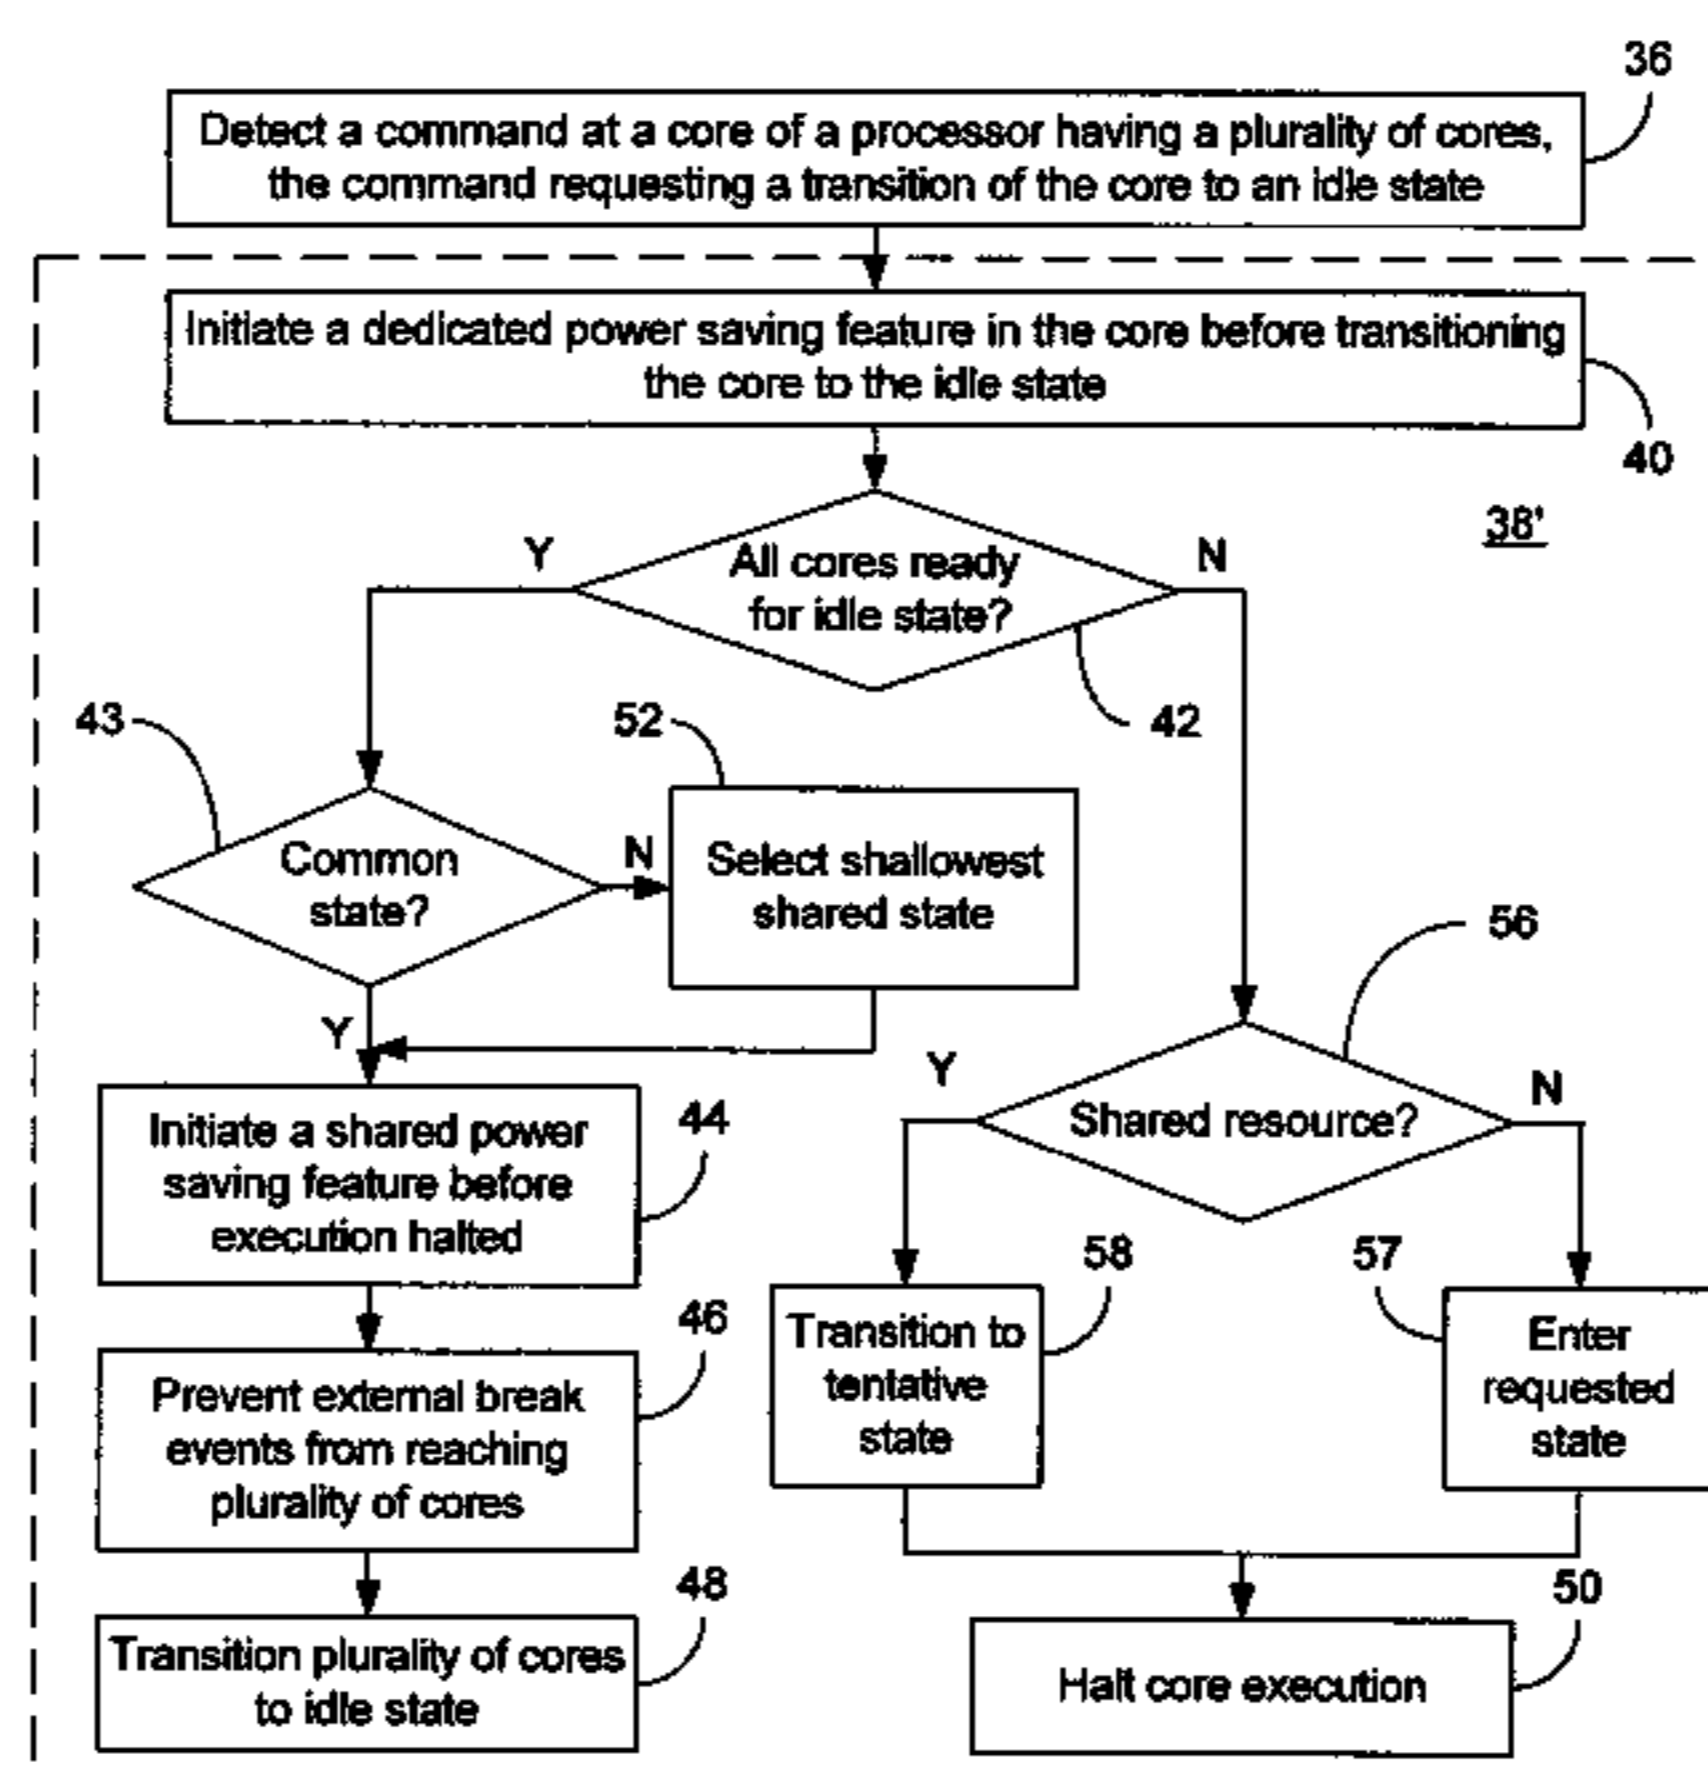 36
Detect a command at a core of a processor having a plurality of cores,
the command requesting a transition of the core to an idle state
Initiate a dedicated power saving feature in the core before transitioning
the core to the idle state
40
38'
Y
All cores ready
for idle state?
N
42
43
52
Common
state?
N
Select shallowest
shared state
56
Y
Y
Shared resource?
N
Initiate a shared power
saving feature before
execution halted
44
58
57
Transition to
tentative
state
Enter
requested
state
46
Prevent external break
events from reaching
plurality of cores
48
50
Transition plurality of cores
to idle state
Halt core execution